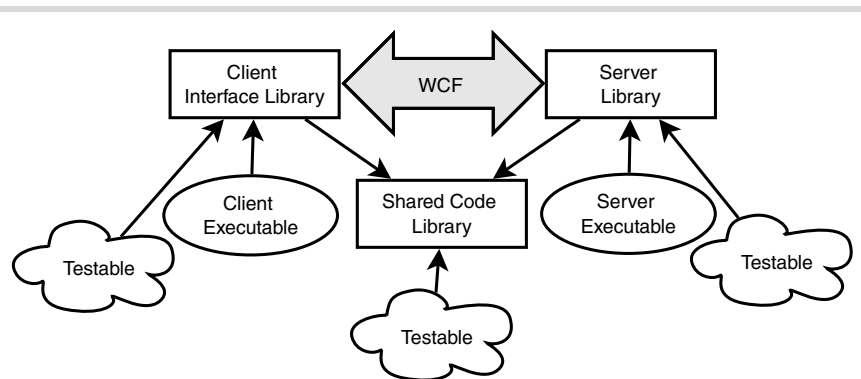 Client
Interface Library
WCF
Server
Library
Client
Executable
Shared Code
Library
Server
Executable
Testable
Testable
Testable